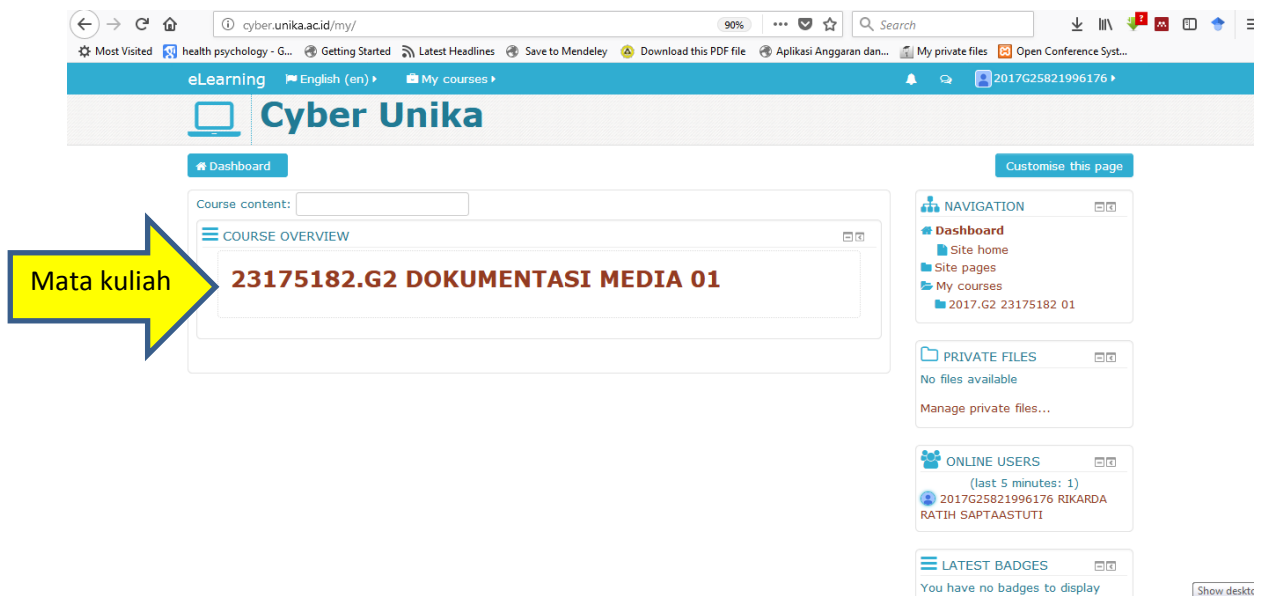 cyber.unika.ac.id/my/
90%
Search
Most Visited
health psychology - G...
Getting Started
Latest Headlines
Save to Mendeley
Download this PDF file
Aplikasi Anggaran dan...
My private files
Open Conference Syst...
eLearning
English (en)
My courses
2017G25821996176
Cyber Unika
Dashboard
Customise this page
Course content:
COURSE OVERVIEW
Mata kuliah
23175182.G2 DOKUMENTASI MEDIA 01
NAVIGATION
Dashboard
Site home
Site pages
My courses
2017.G2 23175182 01
PRIVATE FILES
No files available
Manage private files...
ONLINE USERS
(last 5 minutes: 1)
2017G25821996176 RIKARDA
RATIH SAPTAASTUTI
LATEST BADGES
You have no badges to display
Show deskto